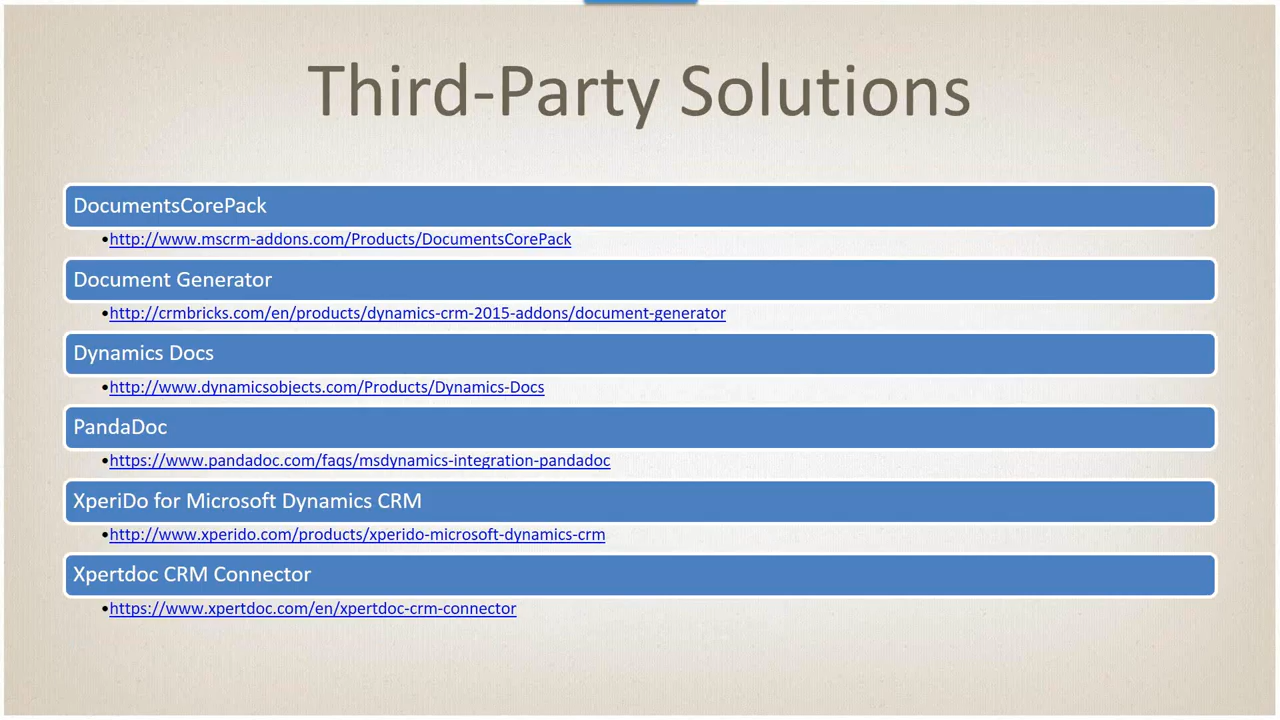 Third-Party Solutions
DocumentsCorePack
•http://www.mscrm-addons.com/Products/DocumentsCorePack
Document Generator
•http://crmbricks.com/en/products/dynamics-crm-2015-addons/document-generator
Dynamics Docs
•http://www.dynamicsobjects.com/Products/Dynamics-Docs
PandaDoc
•https://www.pandadoc.com/faqs/msdynamics-integration-pandadoc
XperiDo for Microsoft Dynamics CRM
•http://www.xperido.com/products/xperido-microsoft-dynamics-crm
Xpertdoc CRM Connector
•https://www.xpertdoc.com/en/xpertdoc-crm-connector